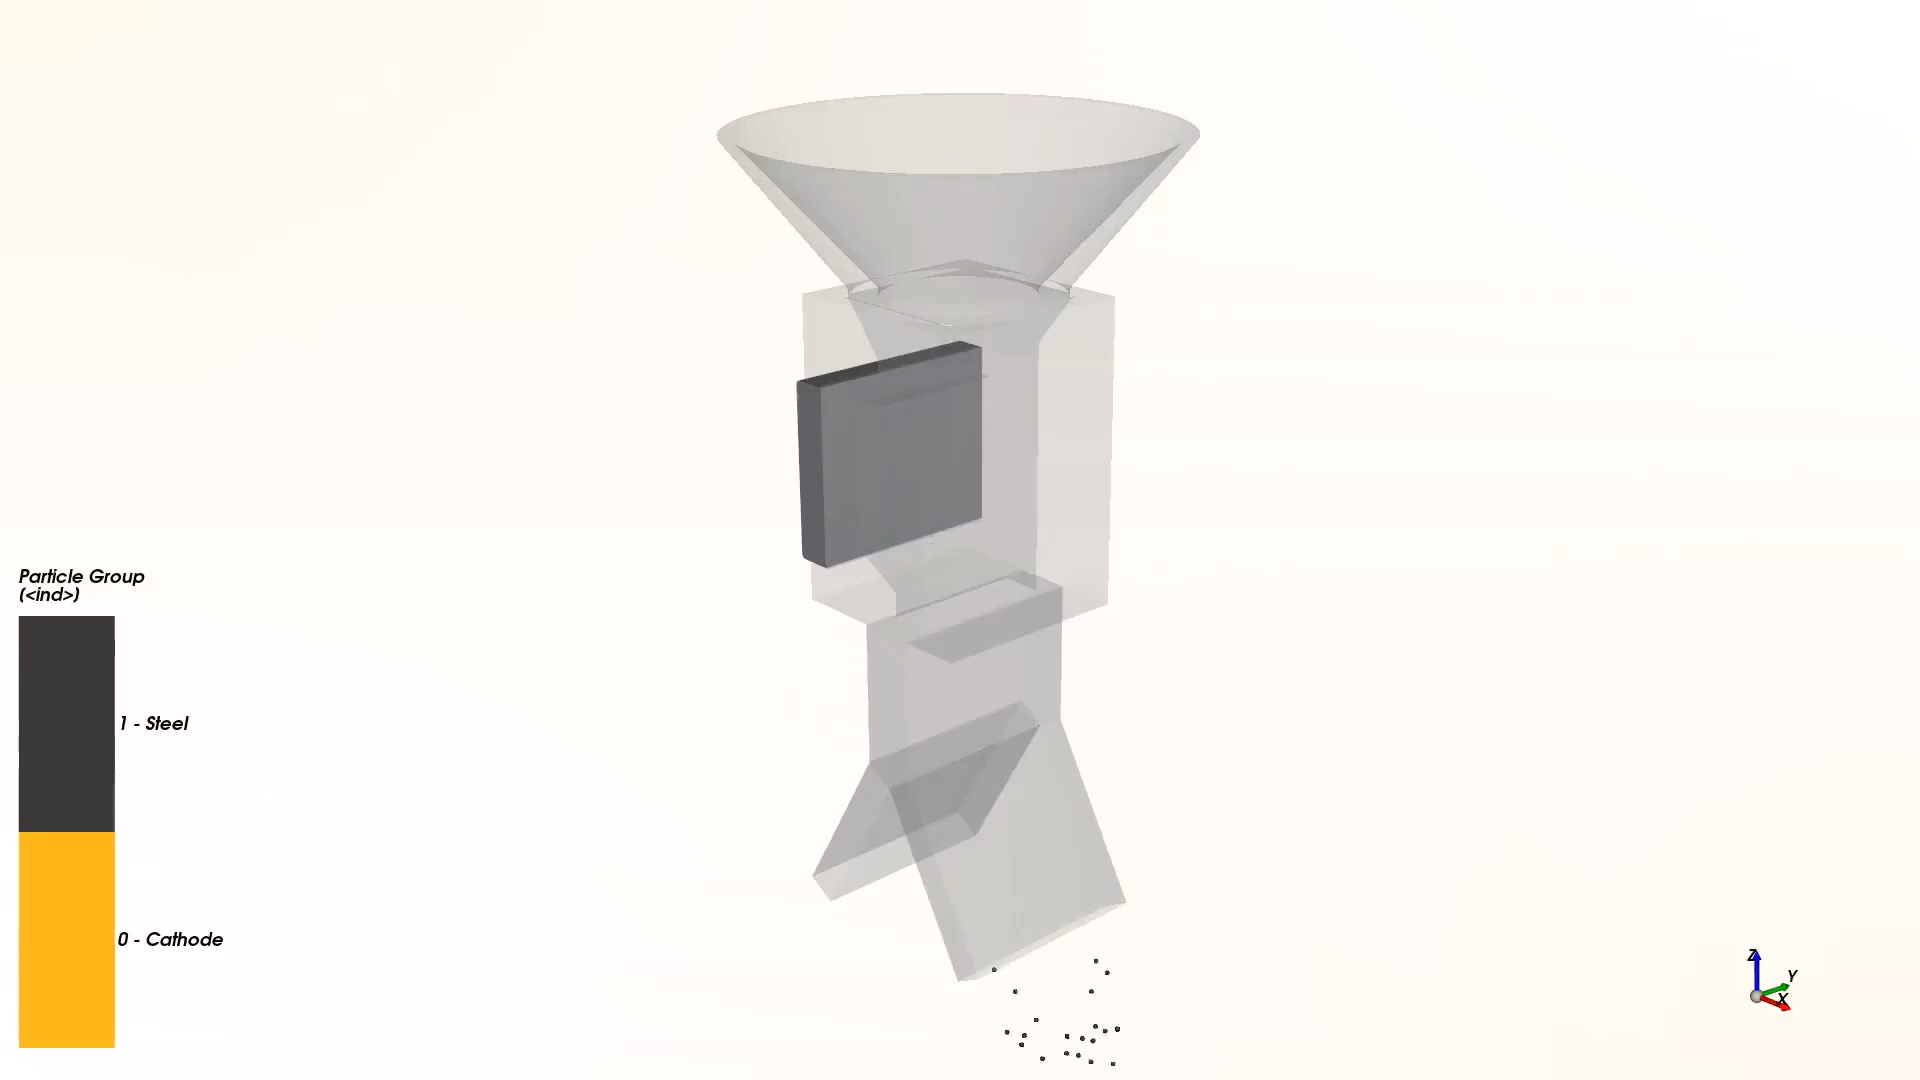 Particle Group
(<ind>)
1 - Steel
0 - Cathode
Z
Y
X